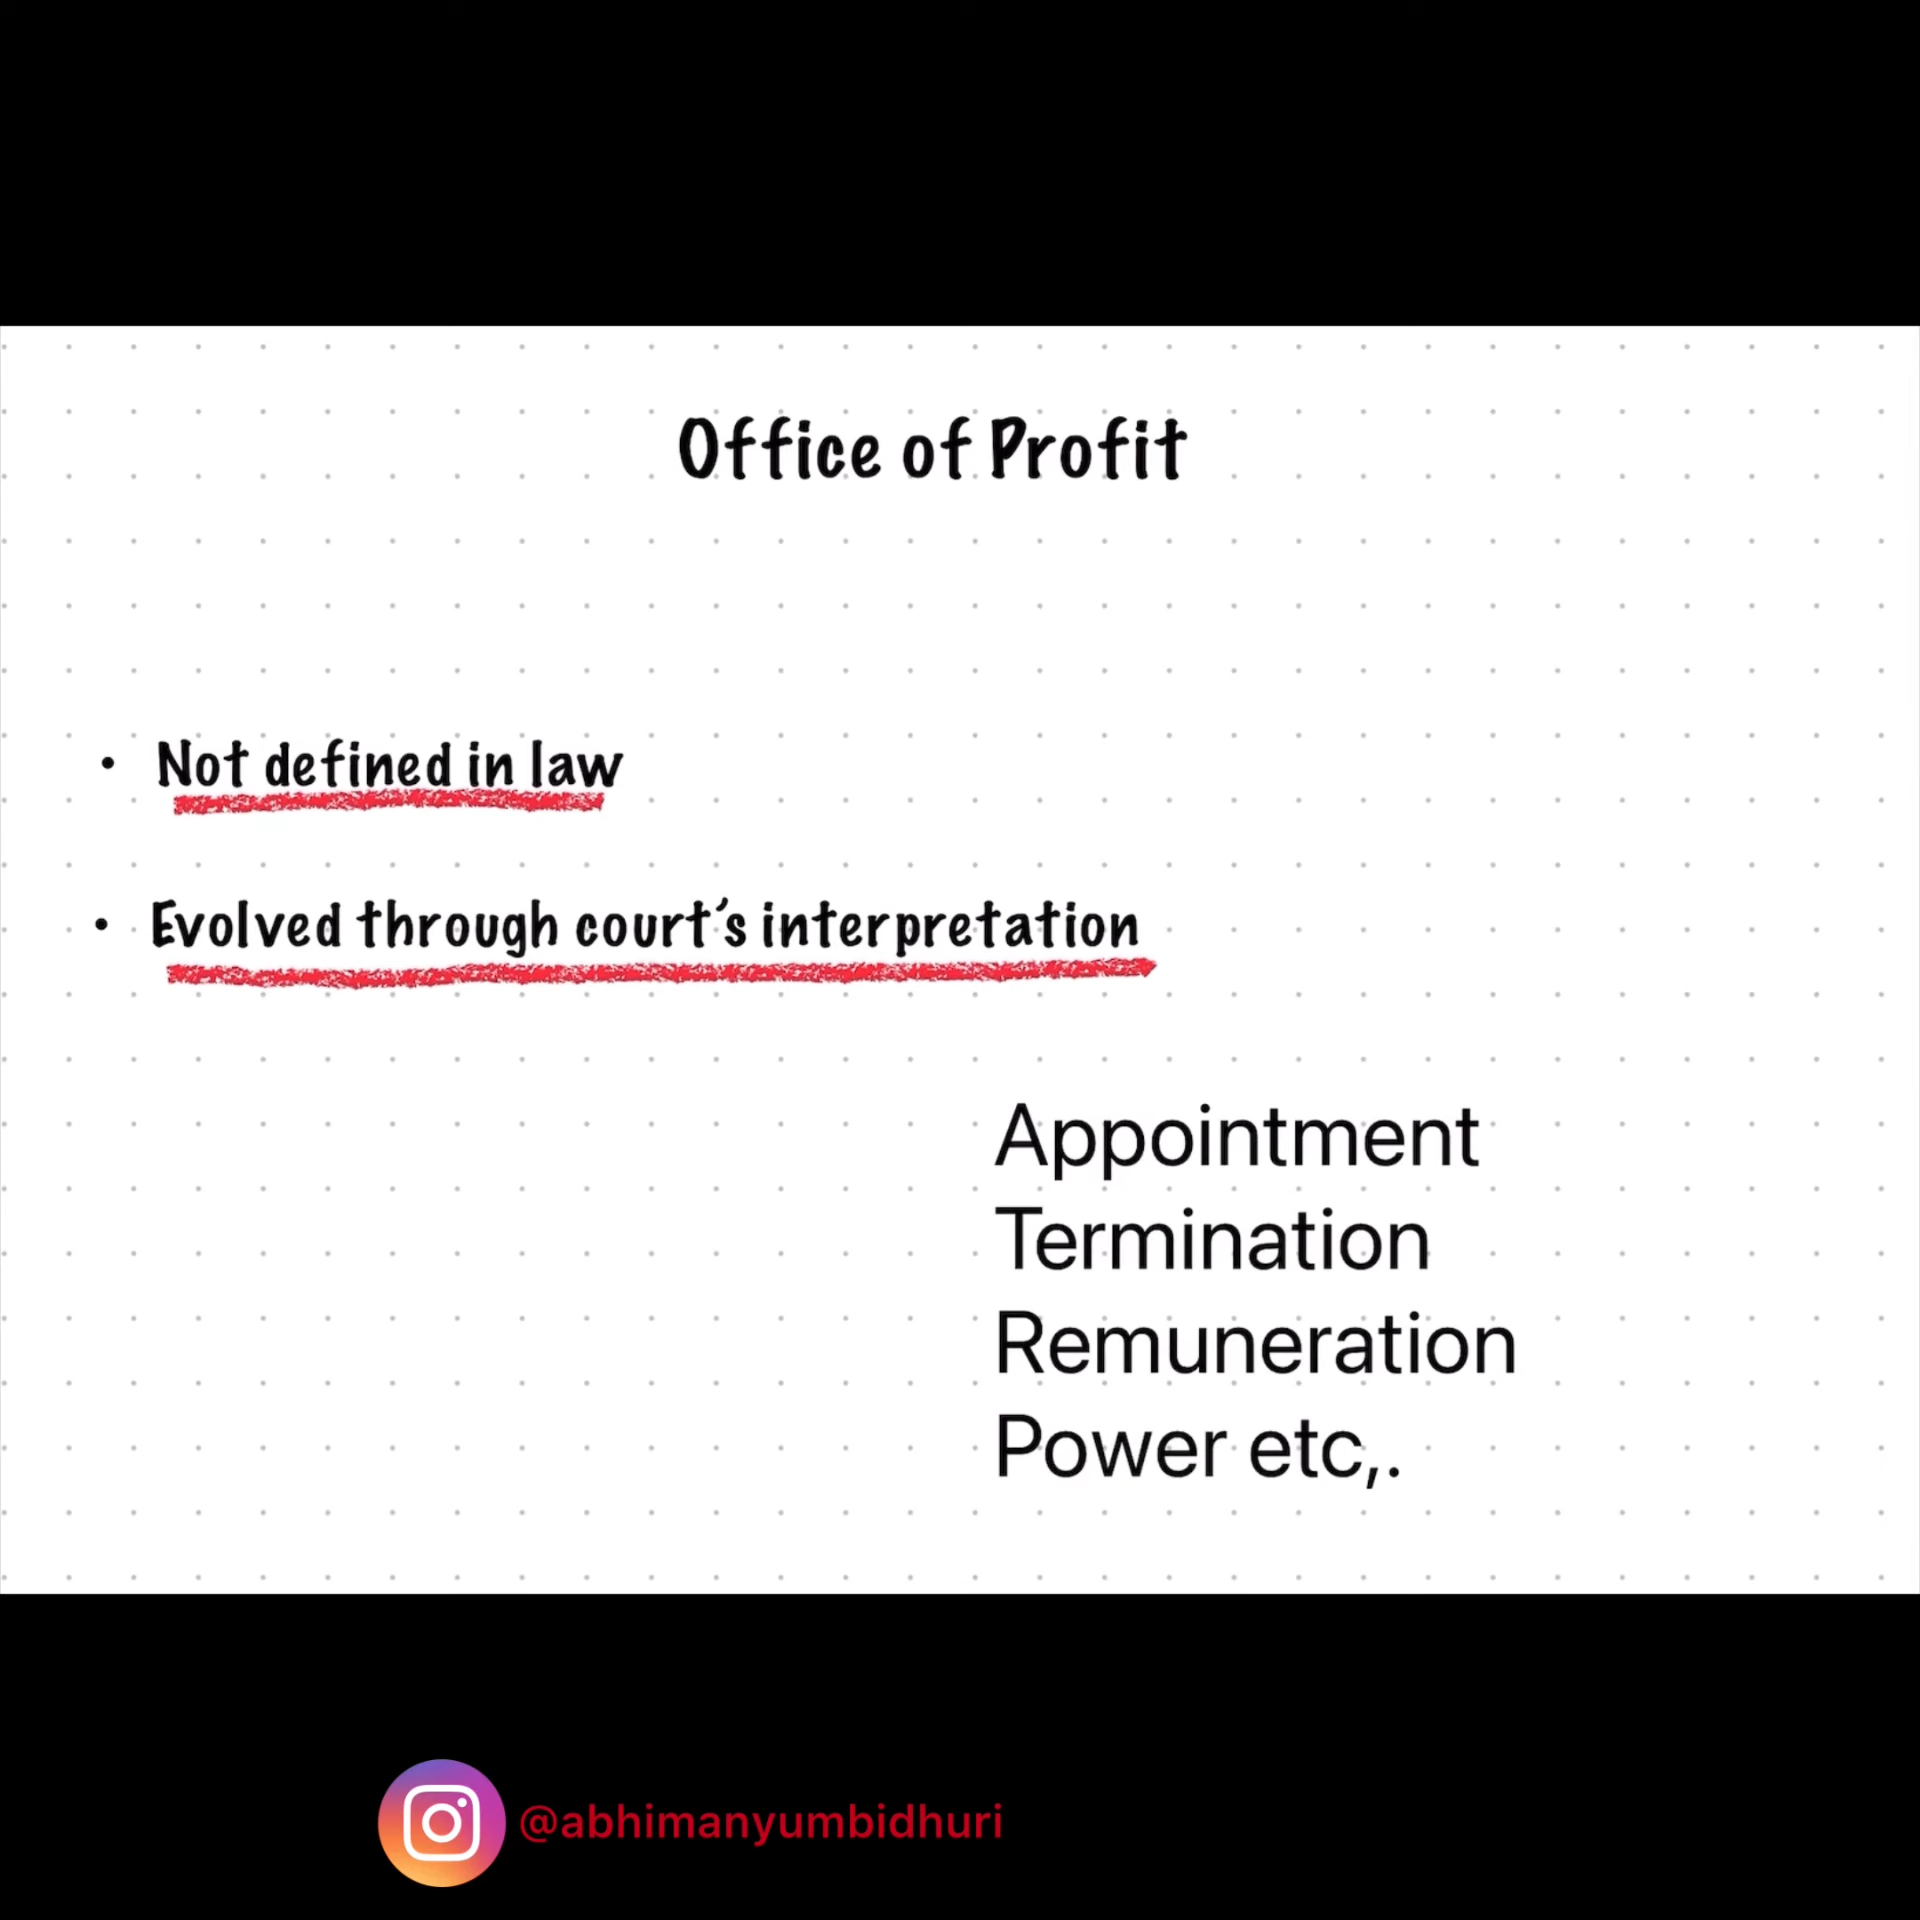 Office of Profit
• Not defined in law
• Evolved through court's interpretation
Appointment
Termination
Remuneration
Power etc,.
@abhimanyumbidhuri